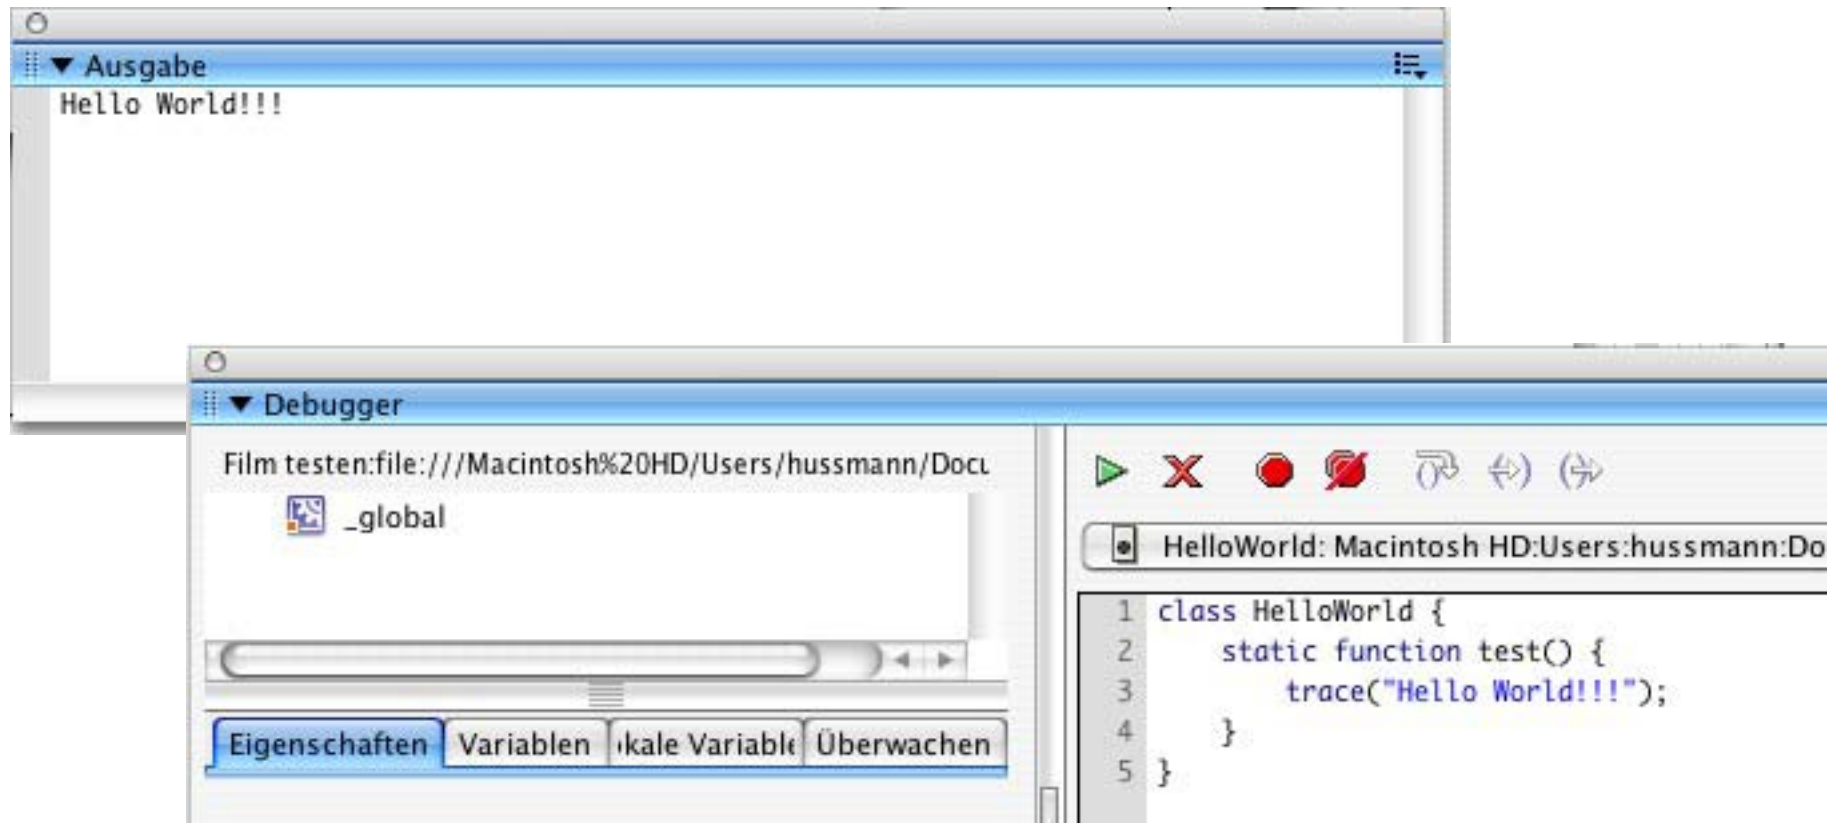 Ausgabe
Hello World!!!
Debugger
Film testen:file:///Macintosh%20HD/Users/hussmann/Docu
_global
Eigenschaften Variablen kale Variable Überwachen
HelloWorld: Macintosh HD:Users:hussmann:Do
1 class HelloWorld {
2 static function test() {
3 trace("Hello World!!!");
4 }
5 }